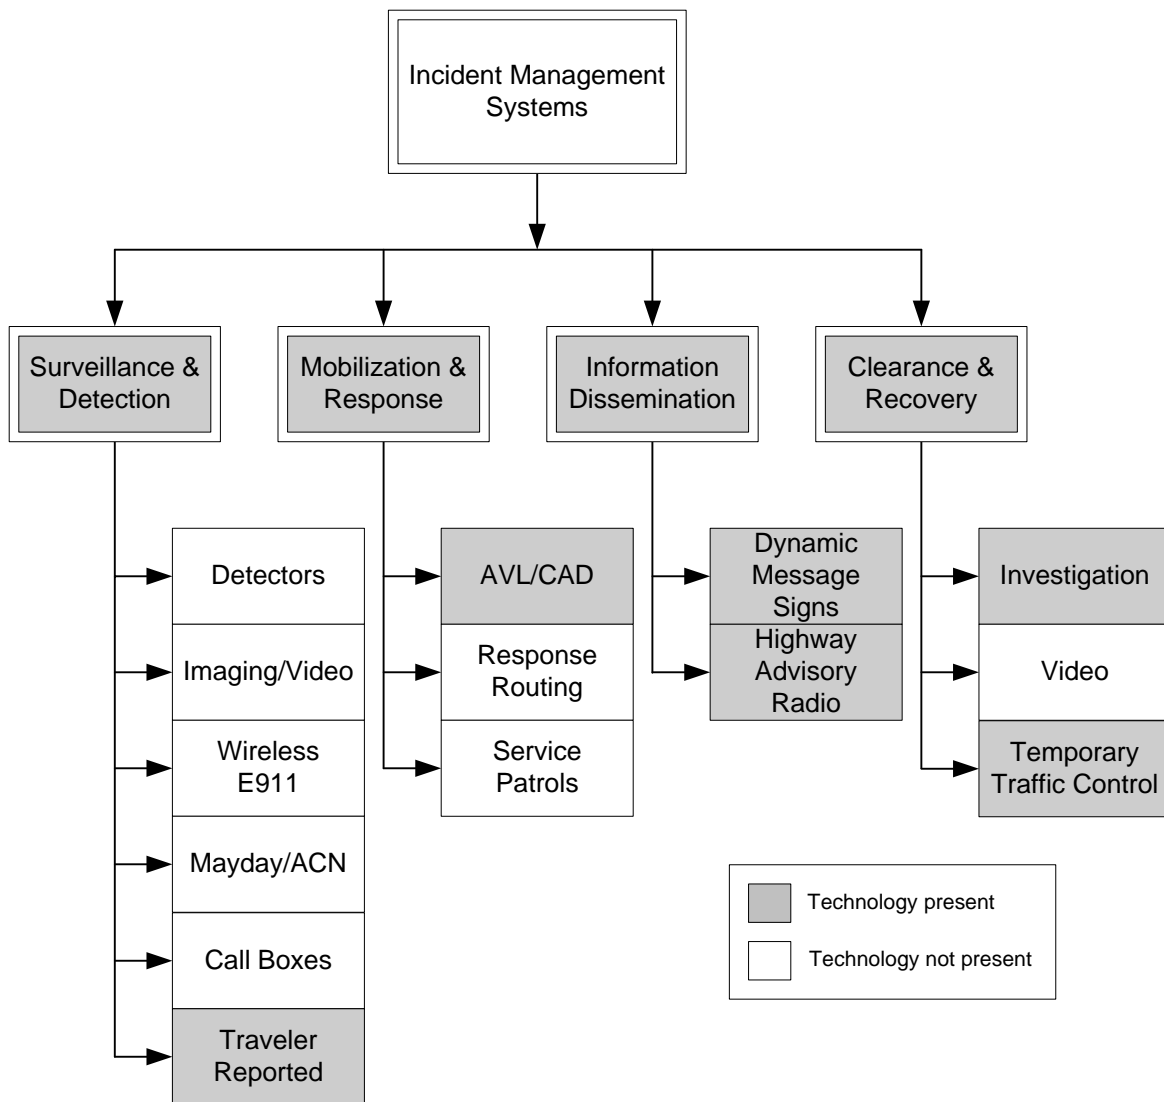 Incident Management
Systems
Surveillance &
Detection
Mobilization &
Response
Information
Dissemination
Clearance &
Recovery
Detectors
Imaging/Video
Wireless
E911
Mayday/ACN
Call Boxes
Traveler
Reported
AVL/CAD
Response
Routing
Service
Patrols
Dynamic
Message
Signs
Highway
Advisory
Radio
Investigation
Video
Temporary
Traffic Control
Technology present
Technology not present